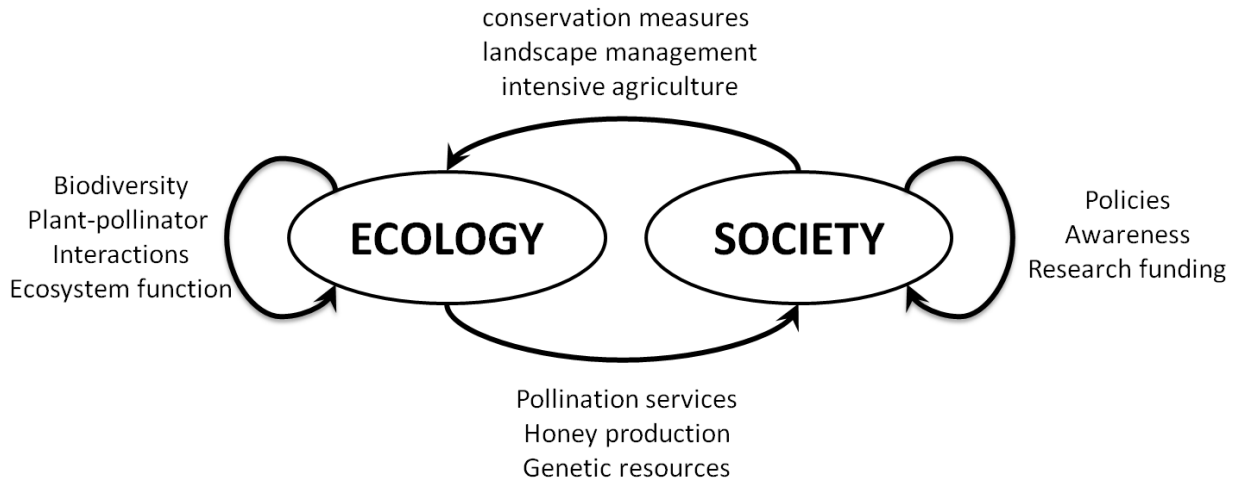 conservation measures
landscape management
intensive agriculture
Biodiversity
Plant-pollinator
Interactions
Ecosystem function
ECOLOGY
SOCIETY
Policies
Awareness
Research funding
Pollination services
Honey production
Genetic resources